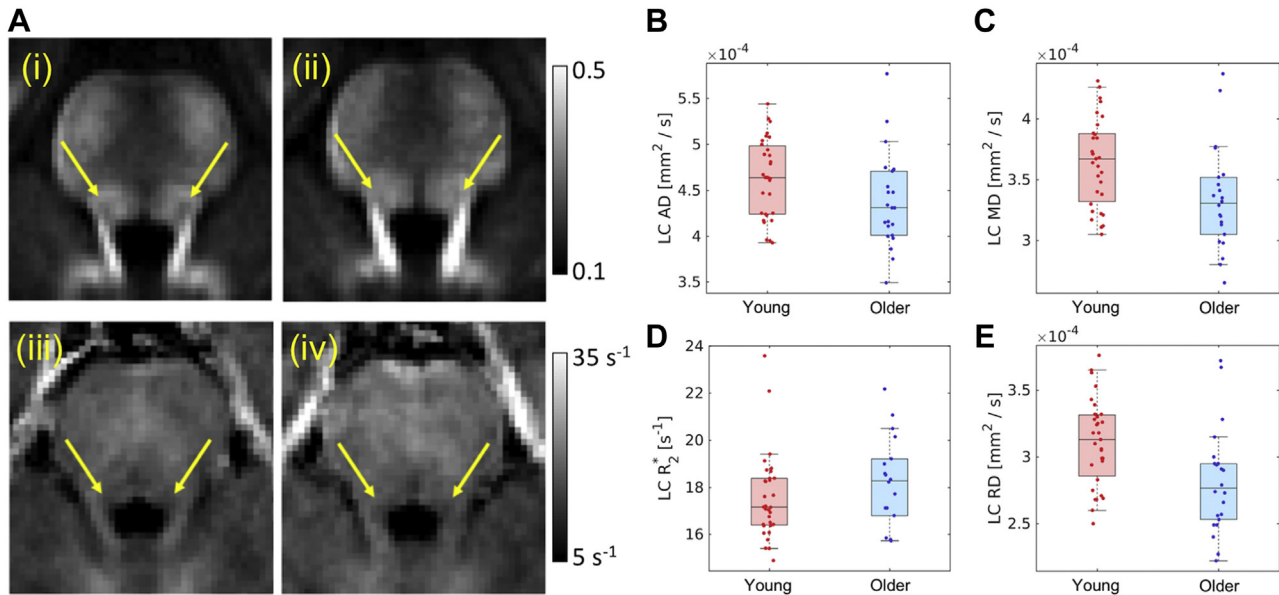 A
(i)
(ii)
0.5
0.1
(iii)
(iv)
35 s-1
5 s-1
B
×10-4
LC AD [mm2 / s]
5.5
5
4.5
4
3.5
Young
Older
C
×10-4
LC MD [mm2 / s]
4
3.5
3
Young
Older
D
LC R2* [s-1]
24
22
20
18
16
Young
Older
E
×10-4
LC RD [mm2 / s]
3.5
3
2.5
Young
Older